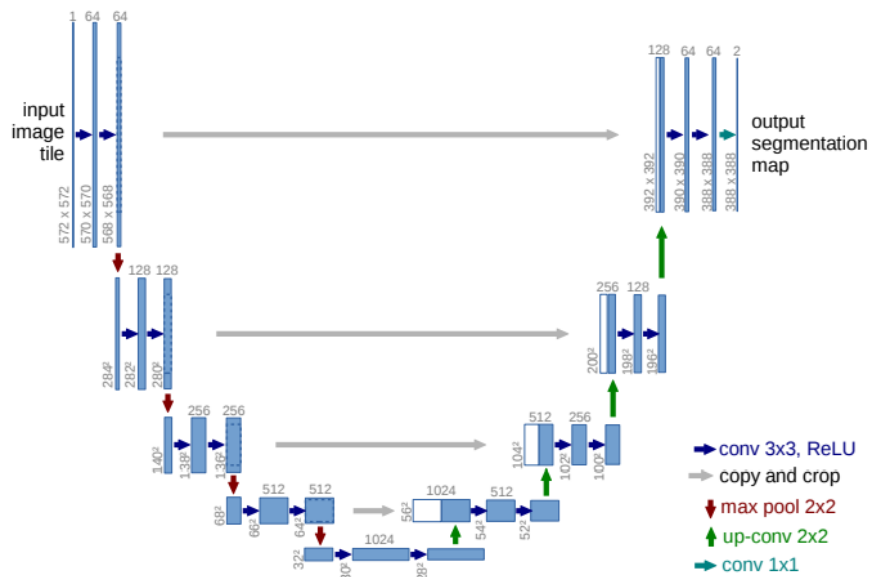 1 64 64
input
image
tile
572 x 572
570 x 570
568 x 568
128 64 64 2
392 x 392
390 x 390
388 x 388
388 x 388
output
segmentation
map
128 128
284²
282²
280²
256 128
200²
198²
196²
256 256
140²
138²
136²
512 256
104²
102²
100²
512 512
68²
66²
64²
1024 512
56²
54²
52²
1024
32²
30²
28²
conv 3x3, ReLU
copy and crop
max pool 2x2
up-conv 2x2
conv 1x1